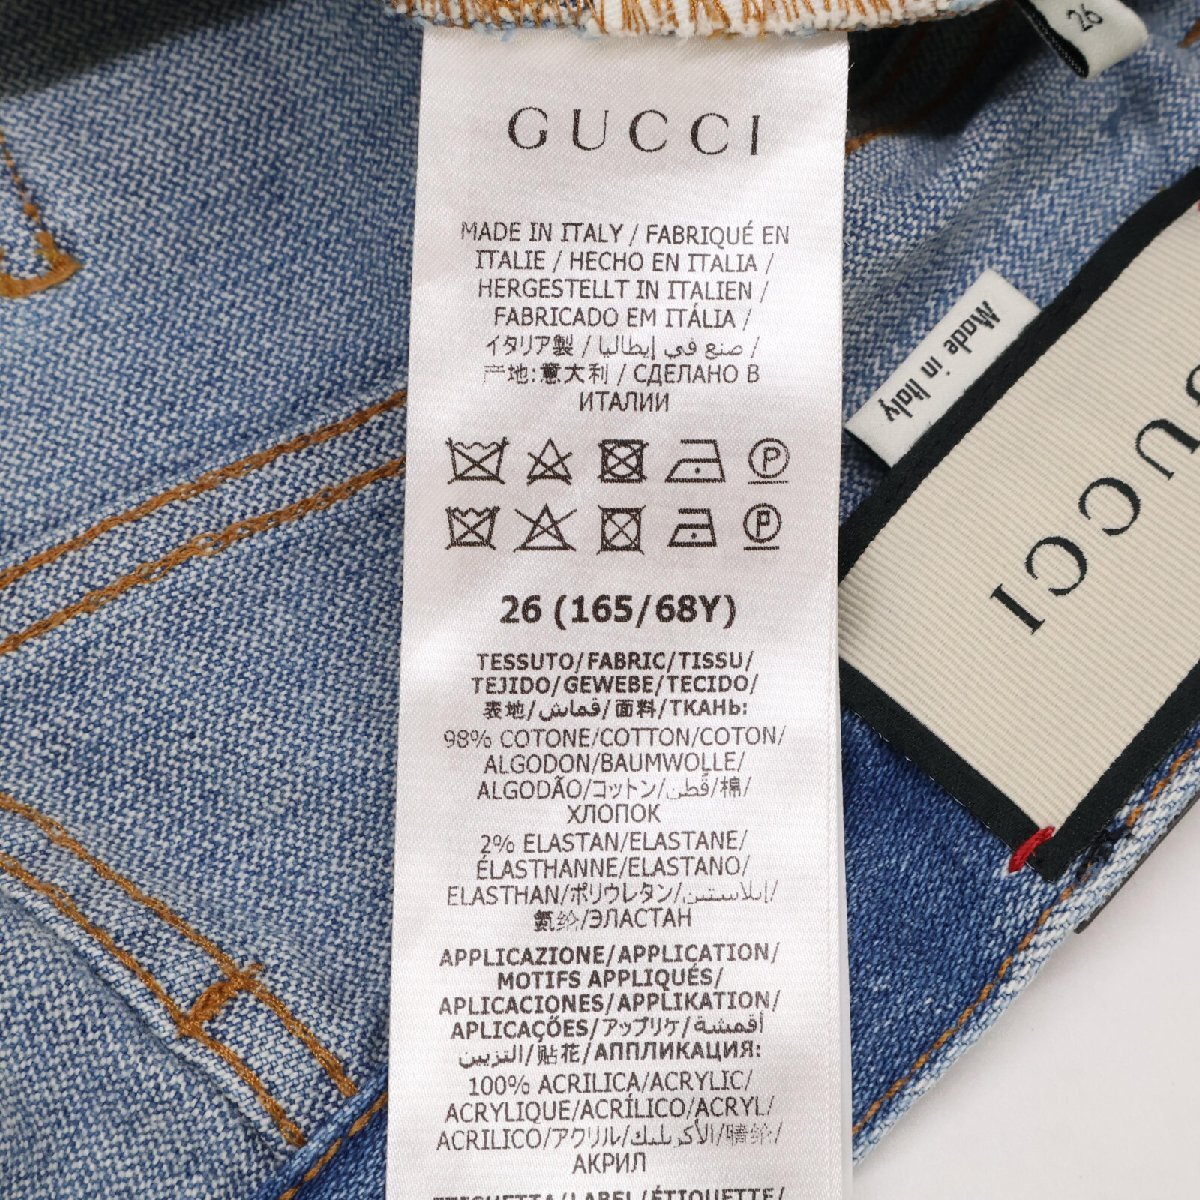 26
GUCCI
MADE IN ITALY / FABRIQUÉ EN
ITALIE / HECHO EN ITALIA /
HERGESTELLT IN ITALIEN /
FABRICADO EM ITÁLIA /
イタリア製 / صنع في إيطاليا /
产地:意大利 / СДЕЛАНО В
ИТАЛИИ
P
P
26 (165/68Y)
TESSUTO/FABRIC/TISSU/
TEJIDO/GEWEBE/TECIDO/
表地/قماش/面料/ТКАНЬ:
98% COTONE/COTTON/COTON/
ALGODON/BAUMWOLLE/
ALGODÃO/コットン/قطن/棉/
ХЛОПОК
2% ELASTAN/ELASTANE/
ÉLASTHANNE/ELASTANO/
ELASTHAN/ポリウレタン/إيلاستين/
氨纶/ЭЛАСТАН
APPLICAZIONE/APPLICATION/
MOTIFS APPLIQUÉS/
APLICACIONES/APPLIKATION/
APLICAÇÕES/アップリケ/أقمشة
التزيين/贴花/АППЛИКАЦИЯ:
100% ACRILICA/ACRYLIC/
ACRYLIQUE/ACRÍLICO/ACRYL/
ACRILICO/アクリル/الأكريليك/腈纶/
АКРИЛ
ETICHETTA/LABEL/ÉTIQUETTE/
Made in Italy
GUCCI